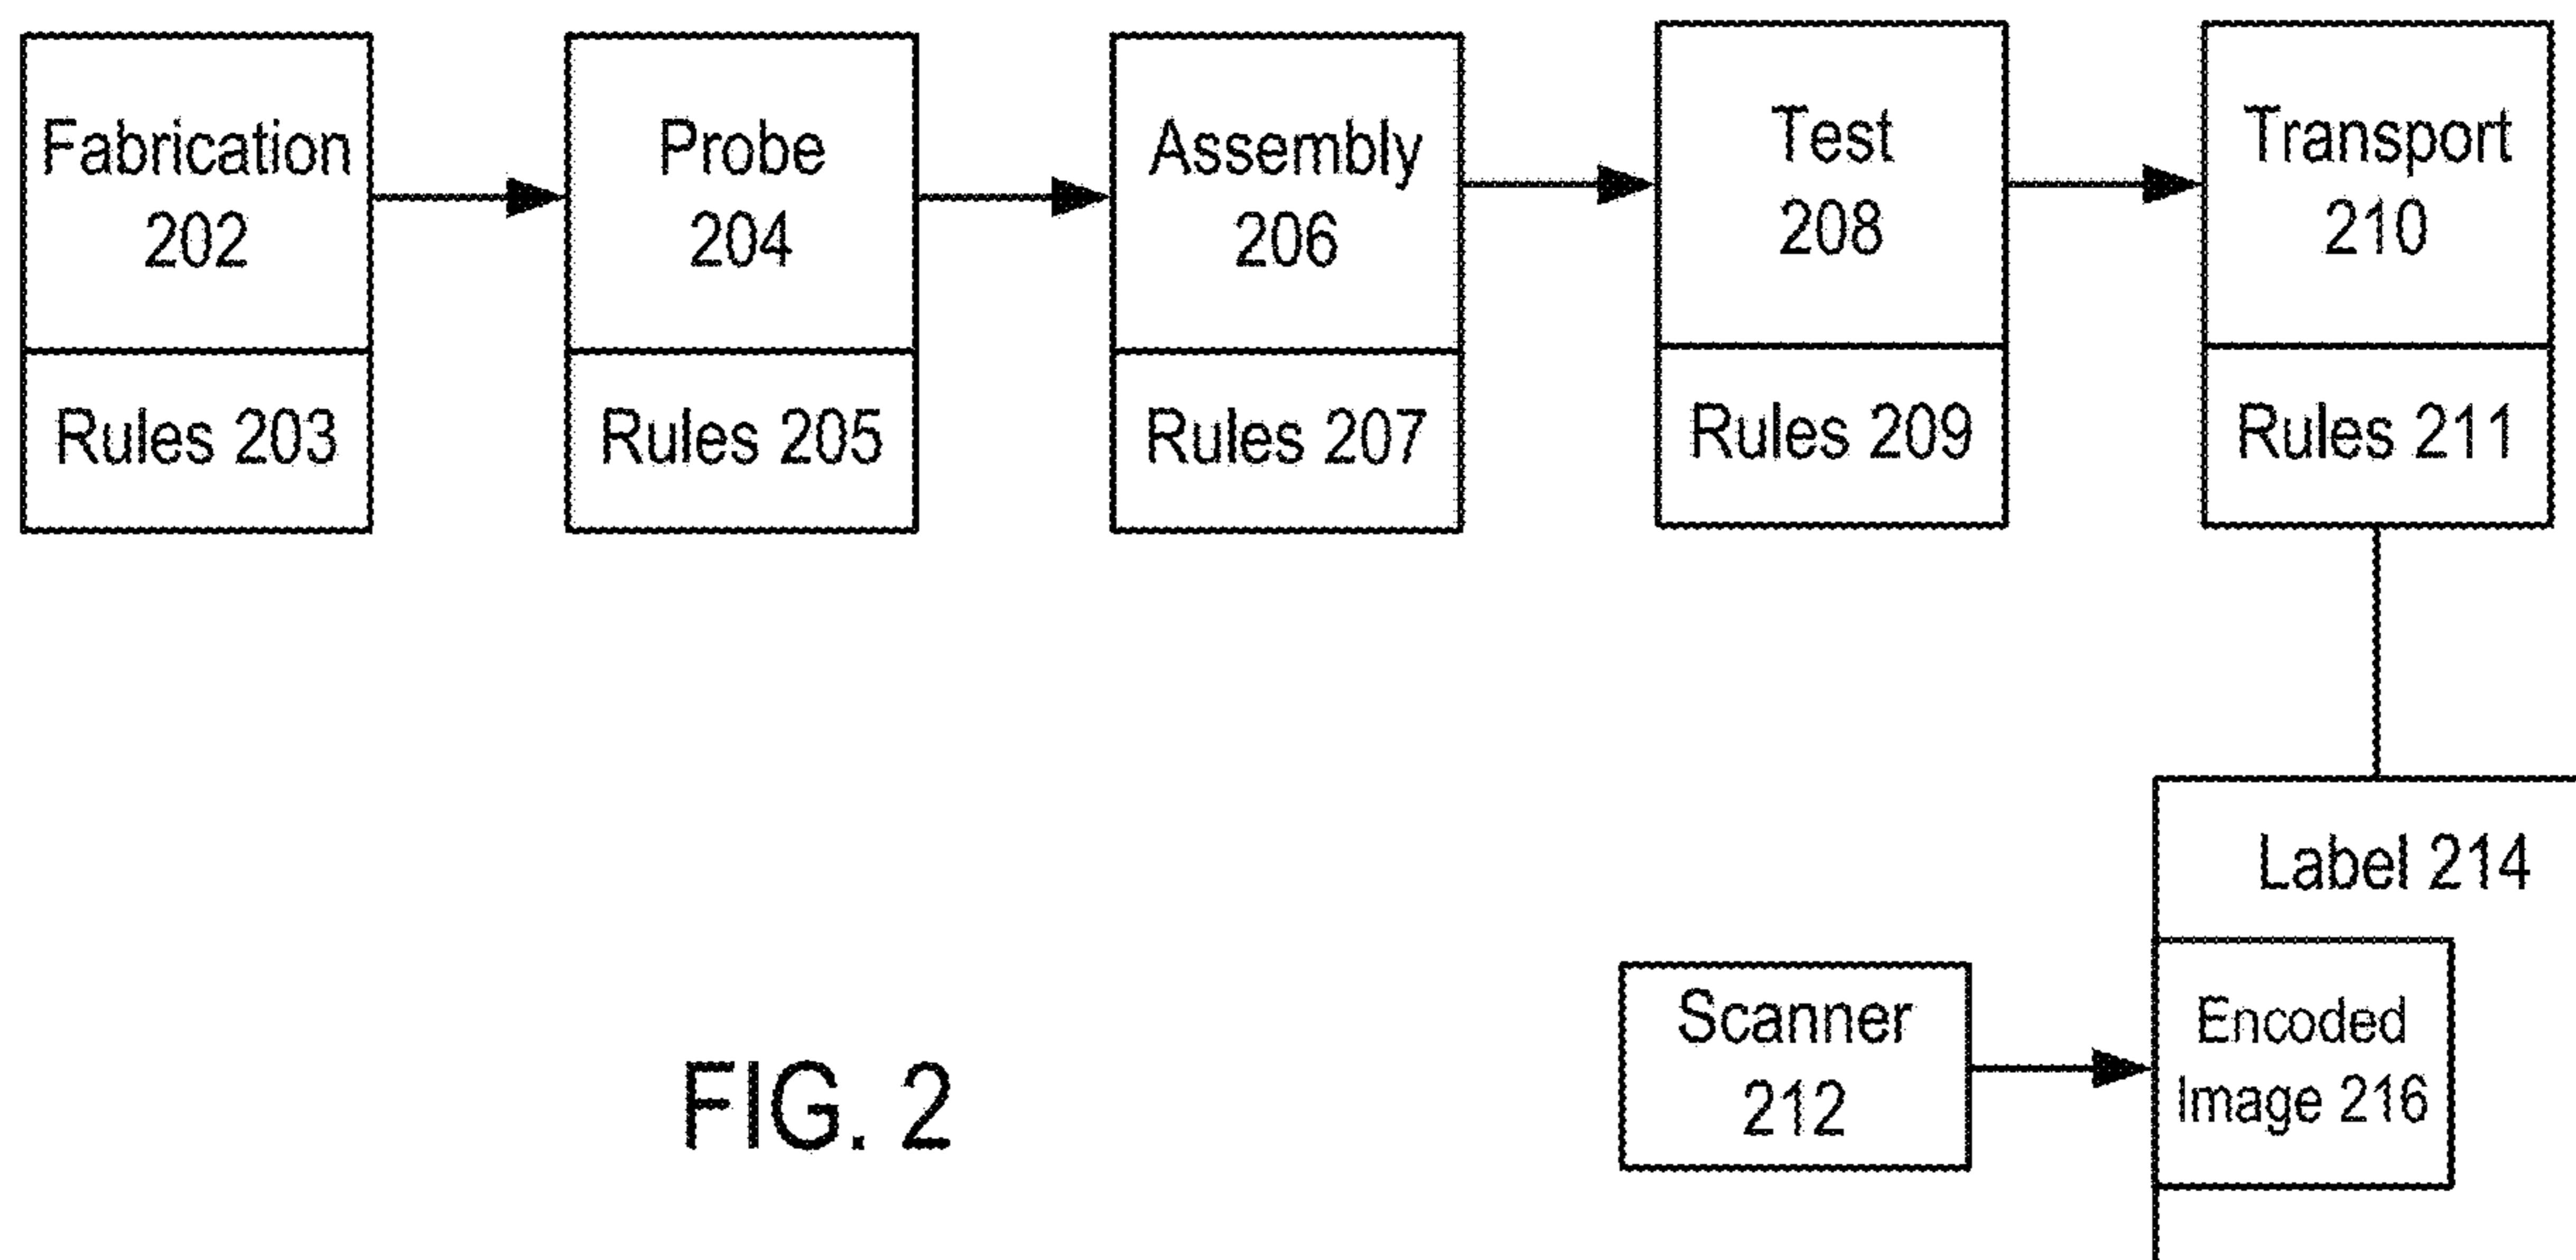 Fabrication
202
Rules 203
Probe
204
Rules 205
Assembly
206
Rules 207
Test
208
Rules 209
Transport
210
Rules 211
Label 214
Scanner
212
Encoded
Image 216
FIG. 2